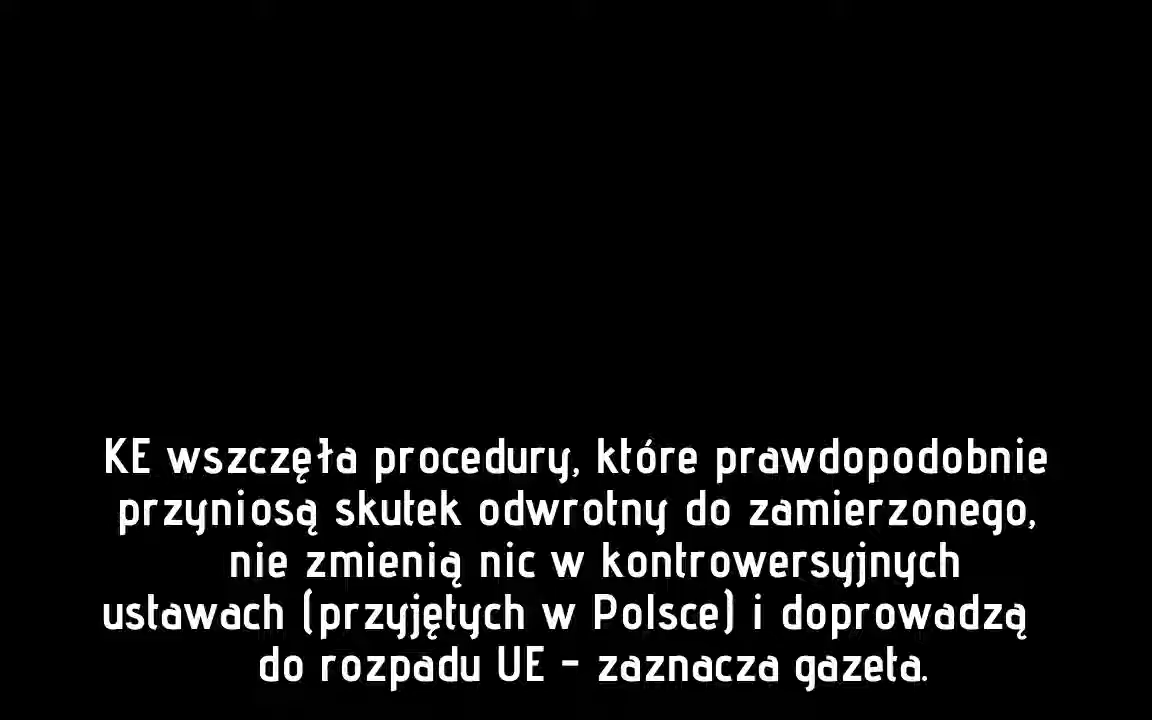 KE wszczęła procedury, które prawdopodobnie
przyniosą skutek odwrotny do zamierzonego,
nie zmienią nic w kontrowersyjnych
ustawach (przyjętych w Polsce) i doprowadzą
do rozpadu UE - zaznacza gazeta.